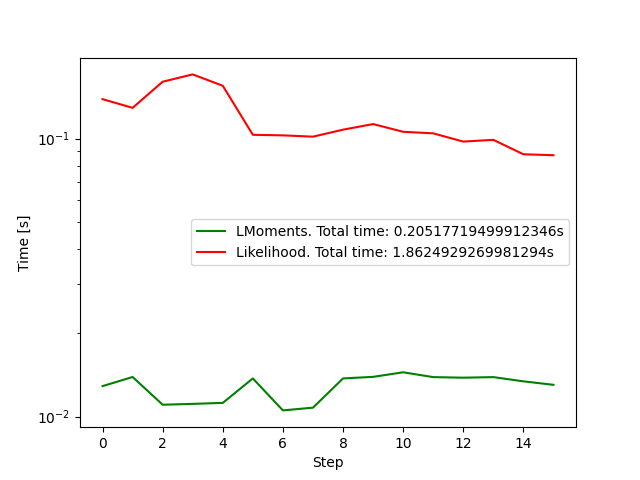 10⁻¹
10⁻²
Time [s]
LMoments. Total time: 0.20517719499912346s
Likelihood. Total time: 1.8624929269981294s
0 2 4 6 8 10 12 14
Step